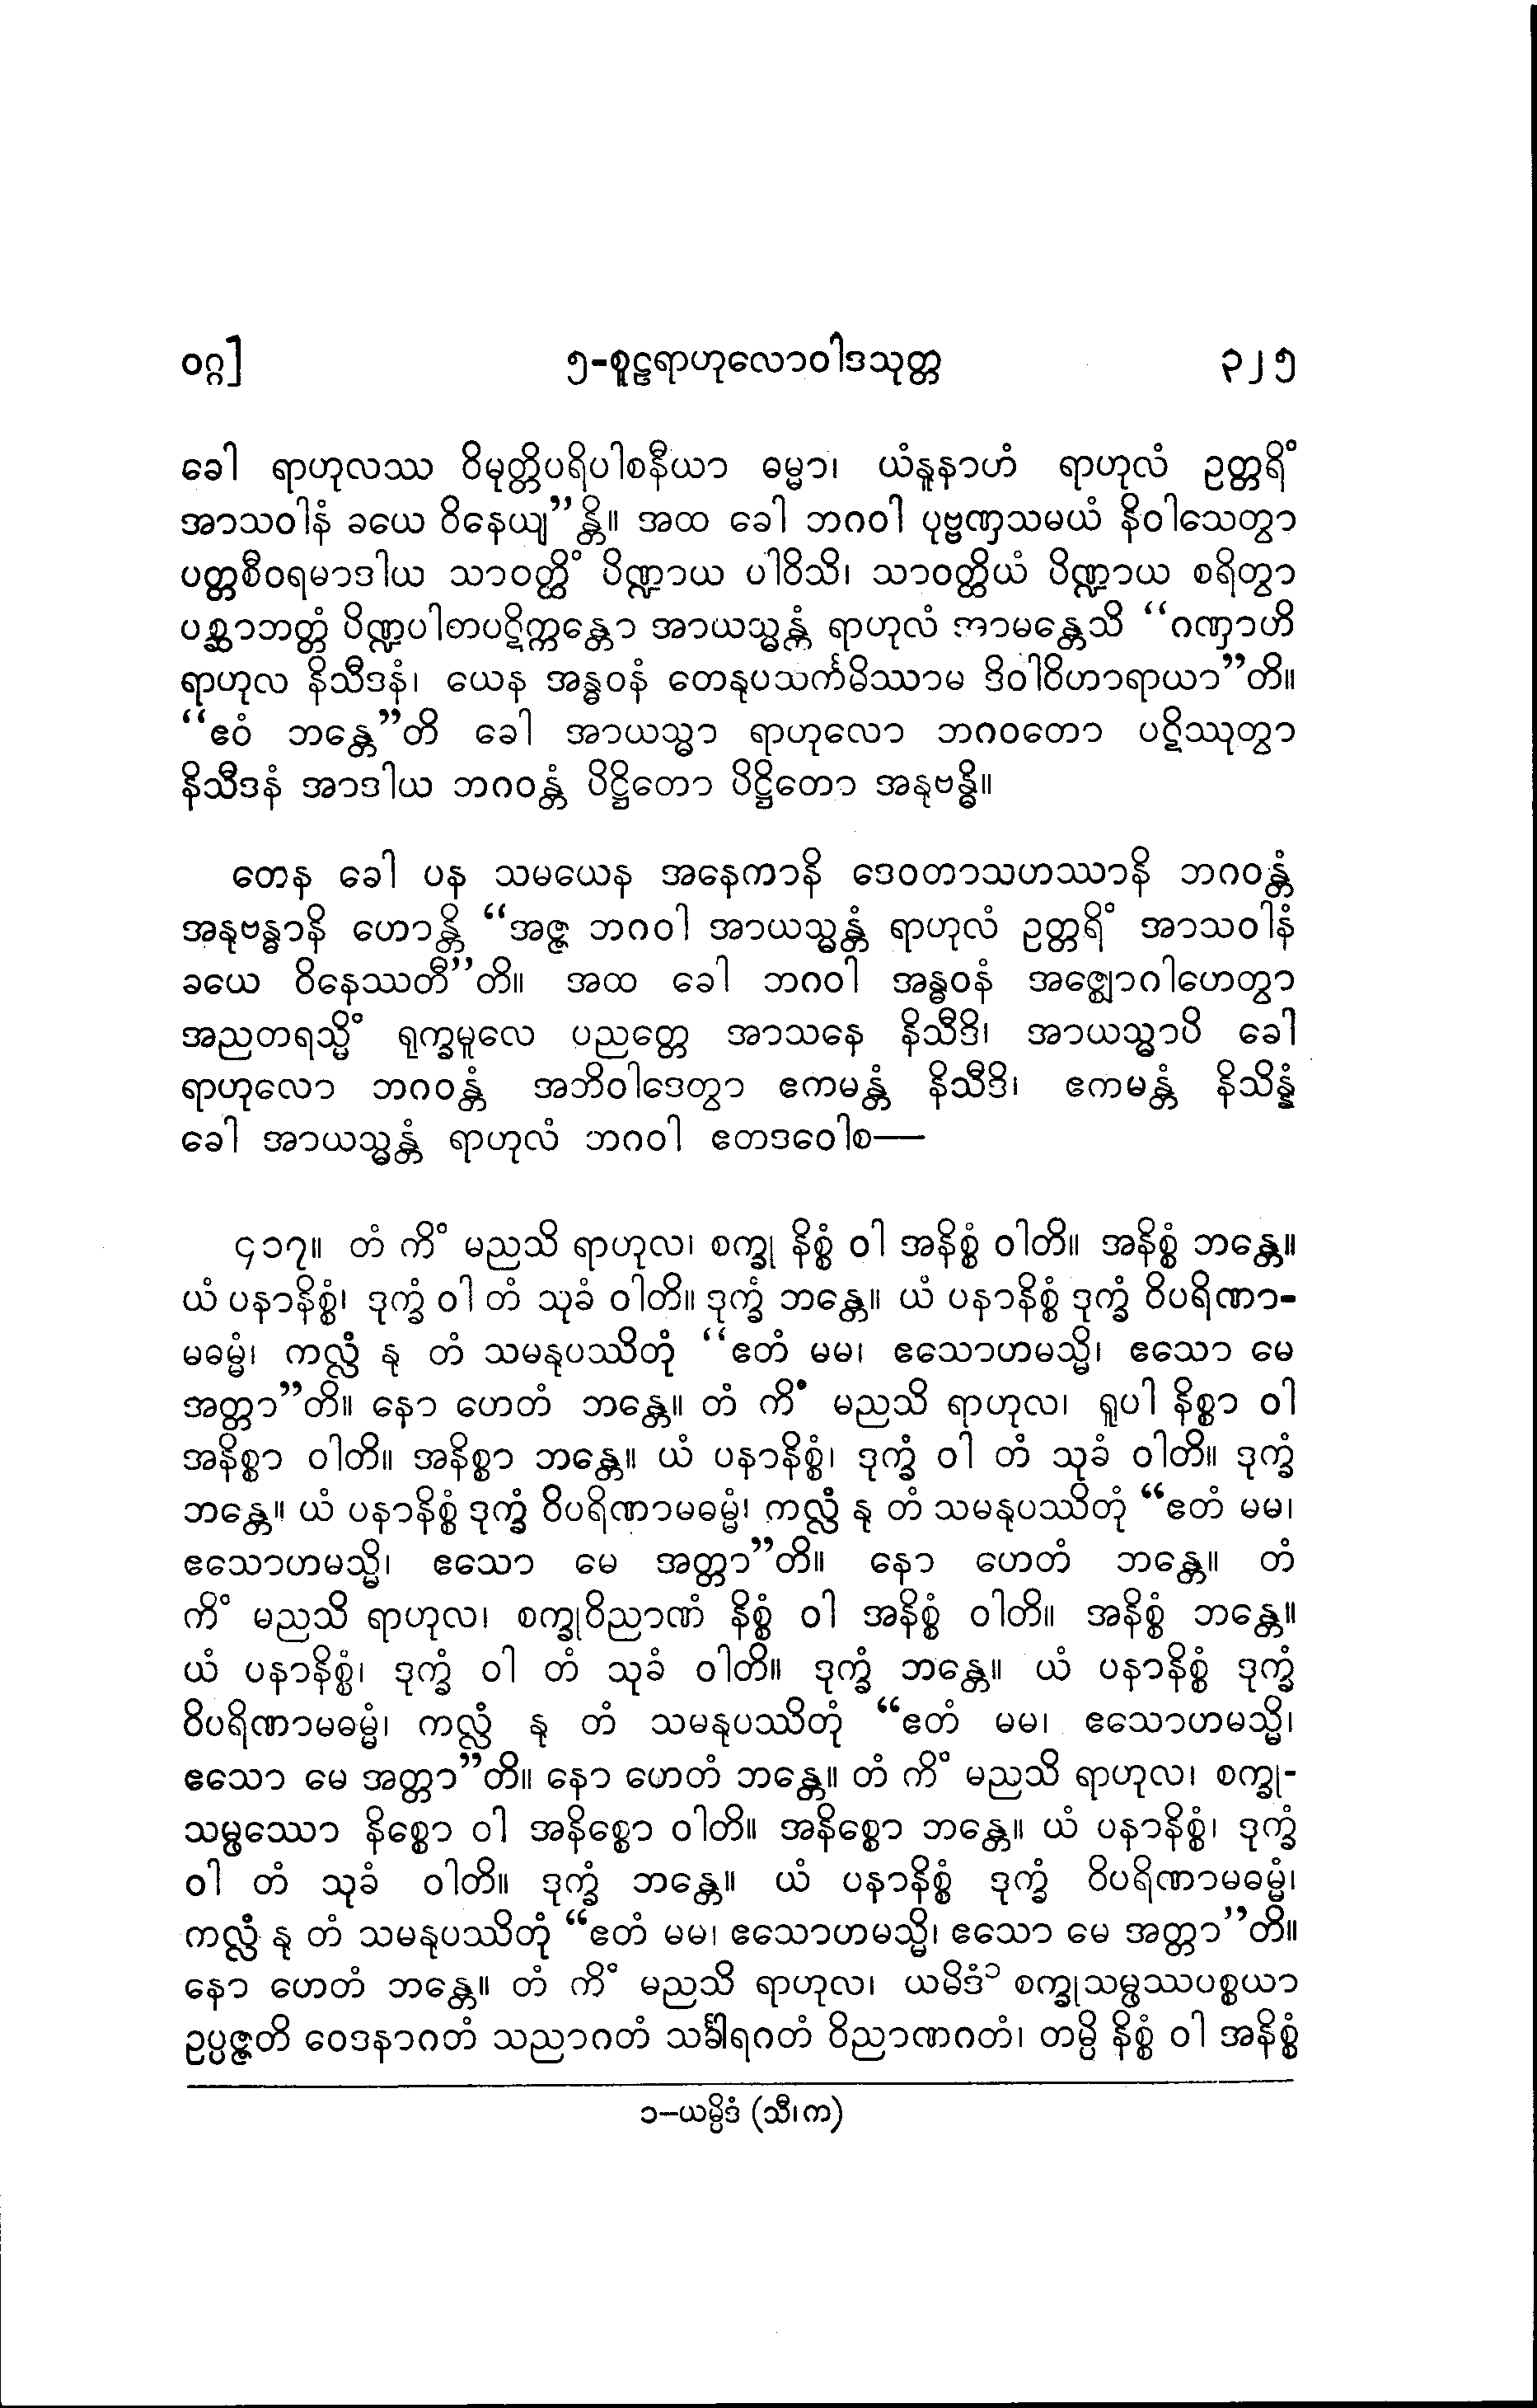 ဝဂ္ဂ]
၅-စူဠရာဟုလောဝါဒသုတ္တ
၃၂၅
ခေါ ရာဟုလဿ ဝိမုတ္တိပရိပါစနီယာ ဓမ္မာ၊ ယံနူနာဟံ ရာဟုလံ ဥတ္တရိံ
အာသဝါနံ ခယေ ဝိနေယျ”န္တိ။ အထ ခေါ ဘဂဝါ ပုဗ္ဗဏှသမယံ နိဝါသေတွာ
ပတ္တစီဝရမာဒါယ သာဝတ္ထိံ ပိဏ္ဍာယ ပါဝိသိ၊ သာဝတ္ထိယံ ပိဏ္ဍာယ စရိတွာ
ပစ္ဆာဘတ္တံ ပိဏ္ဍပါတပဋိက္ကန္တော အာယသ္မန္တံ ရာဟုလံ အာမန္တေသိ “ဂဏှာဟိ
ရာဟုလ နိသီဒနံ၊ ယေန အန္ဓဝနံ တေနုပသင်္ကမိဿာမ ဒိဝါဝိဟာရာယာ”တိ။
“ဧဝံ ဘန္တေ”တိ ခေါ အာယသ္မာ ရာဟုလော ဘဂဝတော ပဋိဿုတွာ
နိသီဒနံ အာဒါယ ဘဂဝန္တံ ပိဋ္ဌိတော ပိဋ္ဌိတော အနုဗန္ဓိ။
တေန ခေါ ပန သမယေန အနေကာနိ ဒေဝတာသဟဿာနိ ဘဂဝန္တံ
အနုဗန္ဓာနိ ဟောန္တိ “အဇ္ဇ ဘဂဝါ အာယသ္မန္တံ ရာဟုလံ ဥတ္တရိံ အာသဝါနံ
ခယေ ဝိနေဿတီ”တိ။ အထ ခေါ ဘဂဝါ အန္ဓဝနံ အဇ္ဈောဂါဟေတွာ
အညတရသ္မိံ ရုက္ခမူလေ ပညတ္တေ အာသနေ နိသီဒိ၊ အာယသ္မာပိ ခေါ
ရာဟုလော ဘဂဝန္တံ အဘိဝါဒေတွာ ဧကမန္တံ နိသီဒိ၊ ဧကမန္တံ နိသိန္နံ
ခေါ အာယသ္မန္တံ ရာဟုလံ ဘဂဝါ ဧတဒဝေါစ—
၄၁၇။ တံ ကိံ မညသိ ရာဟုလ၊ စက္ခု နိစ္စံ ဝါ အနိစ္စံ ဝါတိ။ အနိစ္စံ ဘန္တေ။
ယံ ပနာနိစ္စံ၊ ဒုက္ခံ ဝါ တံ သုခံ ဝါတိ။ ဒုက္ခံ ဘန္တေ။ ယံ ပနာနိစ္စံ ဒုက္ခံ ဝိပရိဏာ-
မဓမ္မံ၊ ကလ္လံ နု တံ သမနုပဿိတုံ “ဧတံ မမ၊ ဧသောဟမသ္မိ၊ ဧသော မေ
အတ္တာ”တိ။ နော ဟေတံ ဘန္တေ။ တံ ကိံ မညသိ ရာဟုလ၊ ရူပါ နိစ္စာ ဝါ
အနိစ္စာ ဝါတိ။ အနိစ္စာ ဘန္တေ။ ယံ ပနာနိစ္စံ၊ ဒုက္ခံ ဝါ တံ သုခံ ဝါတိ။ ဒုက္ခံ
ဘန္တေ။ ယံ ပနာနိစ္စံ ဒုက္ခံ ဝိပရိဏာမဓမ္မံ၊ ကလ္လံ နု တံ သမနုပဿိတုံ “ဧတံ မမ၊
ဧသောဟမသ္မိ၊ ဧသော မေ အတ္တာ”တိ။ နော ဟေတံ ဘန္တေ။ တံ
ကိံ မညသိ ရာဟုလ၊ စက္ခုဝိညာဏံ နိစ္စံ ဝါ အနိစ္စံ ဝါတိ။ အနိစ္စံ ဘန္တေ။
ယံ ပနာနိစ္စံ၊ ဒုက္ခံ ဝါ တံ သုခံ ဝါတိ။ ဒုက္ခံ ဘန္တေ။ ယံ ပနာနိစ္စံ ဒုက္ခံ
ဝိပရိဏာမဓမ္မံ၊ ကလ္လံ နု တံ သမနုပဿိတုံ “ဧတံ မမ၊ ဧသောဟမသ္မိ၊
ဧသော မေ အတ္တာ”တိ။ နော ဟေတံ ဘန္တေ။ တံ ကိံ မညသိ ရာဟုလ၊ စက္ခု-
သမ္ဖဿော နိစ္စော ဝါ အနိစ္စော ဝါတိ။ အနိစ္စော ဘန္တေ။ ယံ ပနာနိစ္စံ၊ ဒုက္ခံ
ဝါ တံ သုခံ ဝါတိ။ ဒုက္ခံ ဘန္တေ။ ယံ ပနာနိစ္စံ ဒုက္ခံ ဝိပရိဏာမဓမ္မံ၊
ကလ္လံ နု တံ သမနုပဿိတုံ “ဧတံ မမ၊ ဧသောဟမသ္မိ၊ ဧသော မေ အတ္တာ”တိ။
နော ဟေတံ ဘန္တေ။ တံ ကိံ မညသိ ရာဟုလ၊ ယမိဒံ၁ စက္ခုသမ္ဖဿပစ္စယာ
ဥပ္ပဇ္ဇတိ ဝေဒနာဂတံ သညာဂတံ သင်္ခါရဂတံ ဝိညာဏဂတံ၊ တမ္ပိ နိစ္စံ ဝါ အနိစ္စံ
၁–ယမ္ပိဒံ (သီ၊က)